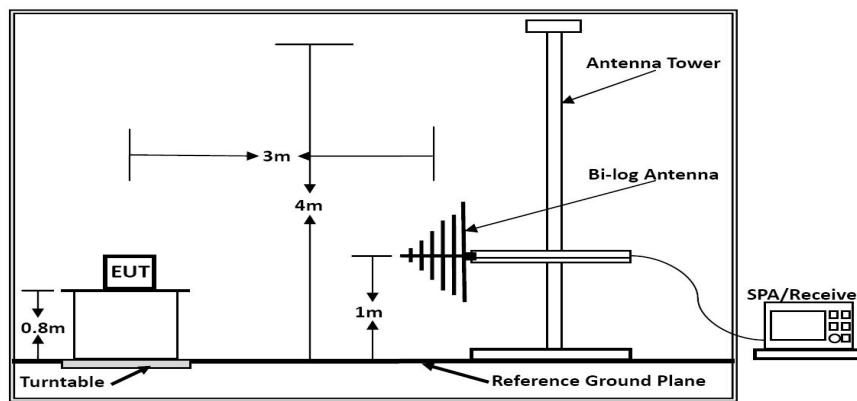 Antenna Tower
3m
Bi-log Antenna
4m
EUT
1m
0.8m
SPA/Receive
Turntable
Reference Ground Plane